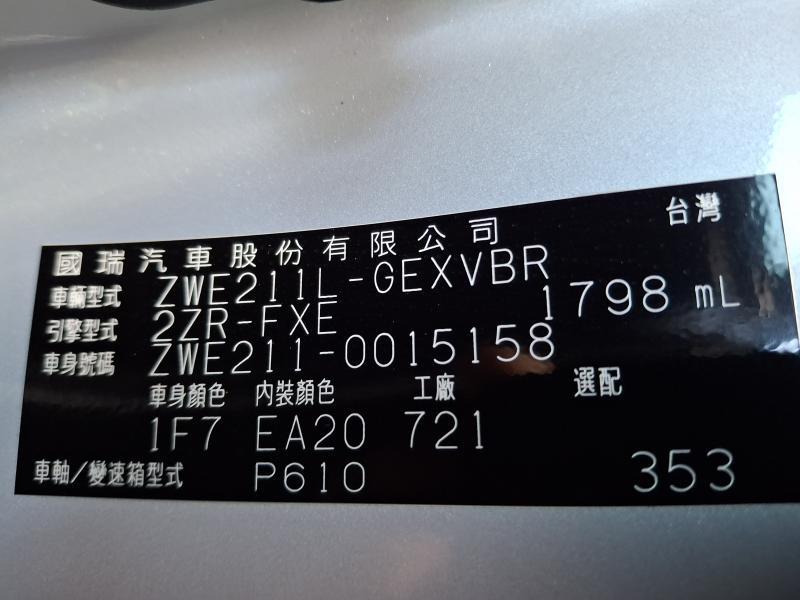 國瑞汽車股份有限公司 台灣
車輛型式 ZWE211L-GEXVBR
引擎型式 2ZR-FXE 1798 mL
車身號碼 ZWE211-0015158
車身顏色 內裝顏色 工廠 選配
1F7 EA20 721
車軸/變速箱型式 P610 353